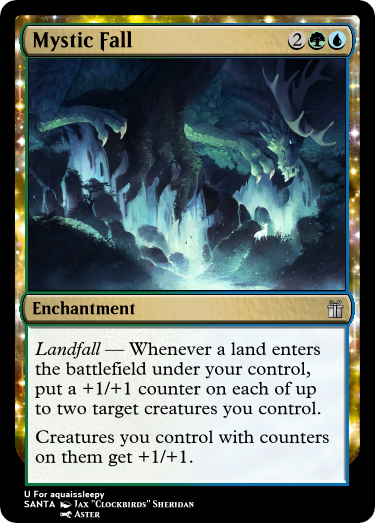 Mystic Fall 2
Enchantment
Landfall — Whenever a land enters
the battlefield under your control,
put a +1/+1 counter on each of up
to two target creatures you control.
Creatures you control with counters
on them get +1/+1.
U For aquaissleepy
SANTA Jax "Clockbirds" Sheridan
Aster